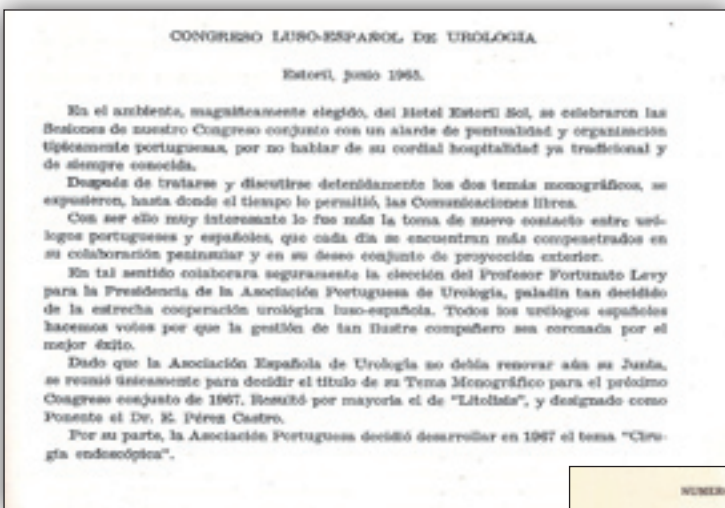 CONGRESO LUSO-ESPAÑOL DE UROLOGIA
Estoril, junio 1965.
En el ambiente, magníficamente elegido, del Hotel Estoril Sol, se celebraron las
Sesiones de nuestro Congreso conjunto con un alarde de puntualidad y organización
típicamente portuguesas, por no hablar de su cordial hospitalidad ya tradicional y
de siempre conocida.
Después de tratarse y discutirse detenidamente los dos temas monográficos, se
expusieron, hasta donde el tiempo lo permitió, las Comunicaciones libres.
Con ser ello muy interesante lo fue más la toma de nuevo contacto entre uró-
logos portugueses y españoles, que cada día se encuentran más compenetrados en
su colaboración peninsular y en su deseo conjunto de proyección exterior.
En tal sentido colaborara seguramente la elección del Profesor Fortunato Levy
para la Presidencia de la Asociación Portuguesa de Urología, paladín tan decidido
de la estrecha cooperación urológica luso-española. Todos los urólogos españoles
hacemos votos por que la gestión de tan ilustre compañero sea coronada por el
mejor éxito.
Dado que la Asociación Española de Urología no debía renovar aún su Junta,
se reunió únicamente para decidir el título de su Tema Monográfico para el próximo
Congreso conjunto de 1967. Resultó por mayoría el de "Litolisis", y designado como
Ponente el Dr. E. Pérez Castro.
Por su parte, la Asociación Portuguesa decidió desarrollar en 1967 el tema "Ciru-
gía endoscópica".